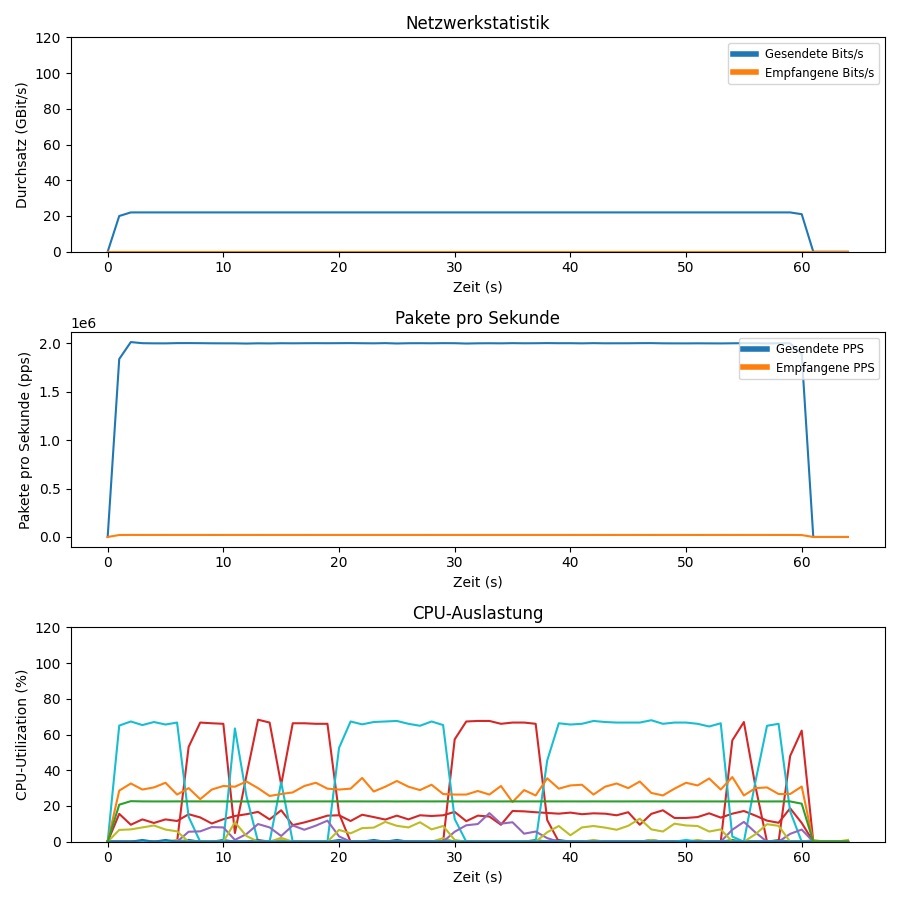 Netzwerkstatistik
120
100
80
60
40
20
0
Durchsatz (GBit/s)
Gesendete Bits/s
Empfangene Bits/s
0 10 20 30 40 50 60
Zeit (s)
Pakete pro Sekunde
1e6
2.0
1.5
1.0
0.5
0.0
Pakete pro Sekunde (pps)
Gesendete PPS
Empfangene PPS
0 10 20 30 40 50 60
Zeit (s)
CPU-Auslastung
120
100
80
60
40
20
0
CPU-Utilization (%)
0 10 20 30 40 50 60
Zeit (s)